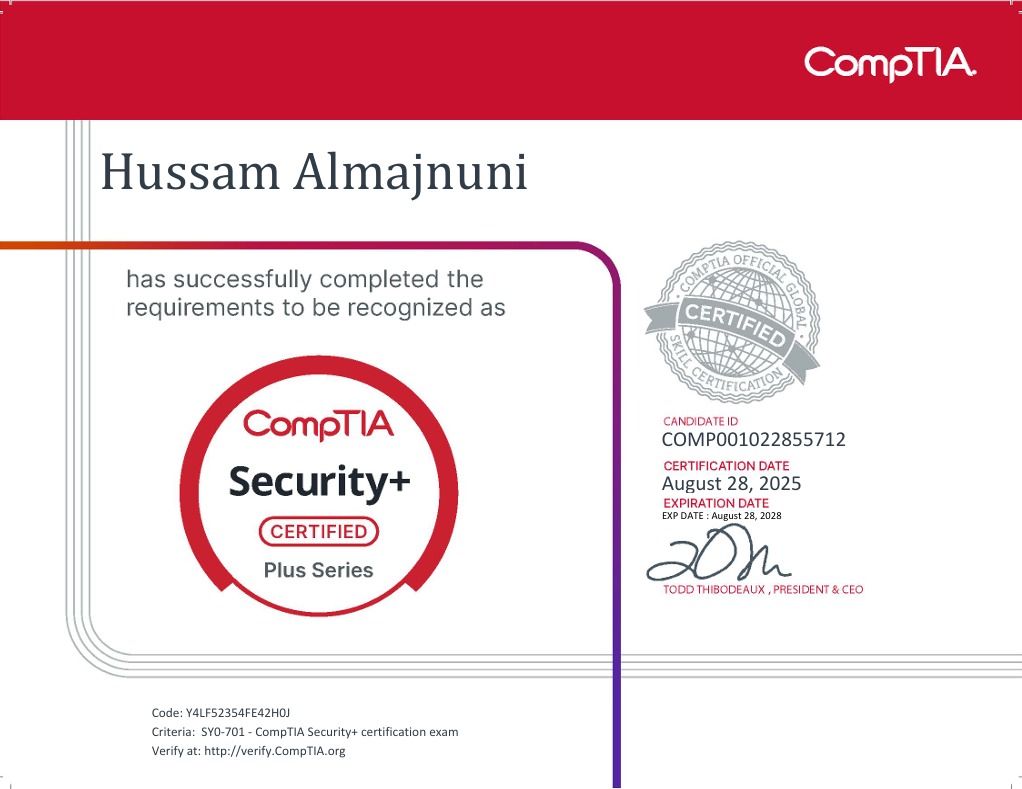 CompTIA.
Hussam Almajnuni
has successfully completed the
requirements to be recognized as
CompTIA
Security+
CERTIFIED
Plus Series
COMPTIA OFFICIAL GLOBAL
CERTIFIED
SKILL CERTIFICATION
CANDIDATE ID
COMP001022855712
CERTIFICATION DATE
August 28, 2025
EXPIRATION DATE
EXP DATE : August 28, 2028
TODD THIBODEAUX , PRESIDENT & CEO
Code: Y4LF52354FE42H0J
Criteria:  SY0-701 - CompTIA Security+ certification exam
Verify at: http://verify.CompTIA.org